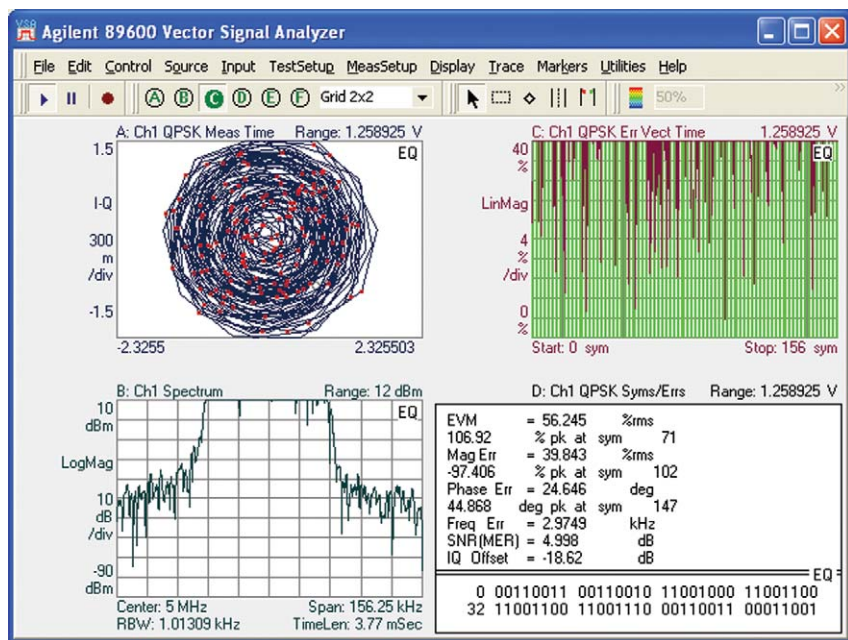 VSA
Agilent 89600 Vector Signal Analyzer
File Edit Control Source Input TestSetup MeasSetup Display Trace Markers Utilities Help
A B C D E F Grid 2x2 50%
A: Ch1 QPSK Meas Time Range: 1.258925 V
1.5
EQ
I-Q
300
m
/div
-1.5
-2.3255 2.325503
C: Ch1 QPSK Err Vect Time 1.258925 V
40
%
EQ
LinMag
4
%
/div
0
%
Start: 0 sym Stop: 156 sym
B: Ch1 Spectrum Range: 12 dBm
10
dBm
EQ
LogMag
10
dB
/div
-90
dBm
Center: 5 MHz Span: 156.25 kHz
RBW: 1.01309 kHz TimeLen: 3.77 mSec
D: Ch1 QPSK Syms/Errs Range: 1.258925 V
EVM = 56.245 %rms
106.92 % pk at sym 71
Mag Err = 39.843 %rms
-97.406 % pk at sym 102
Phase Err = 24.646 deg
44.868 deg pk at sym 147
Freq Err = 2.9749 kHz
SNR(MER) = 4.998 dB
IQ Offset = -18.62 dB
EQ
0 00110011 00110010 11001000 11001100
32 11001100 11001110 00110011 00011001